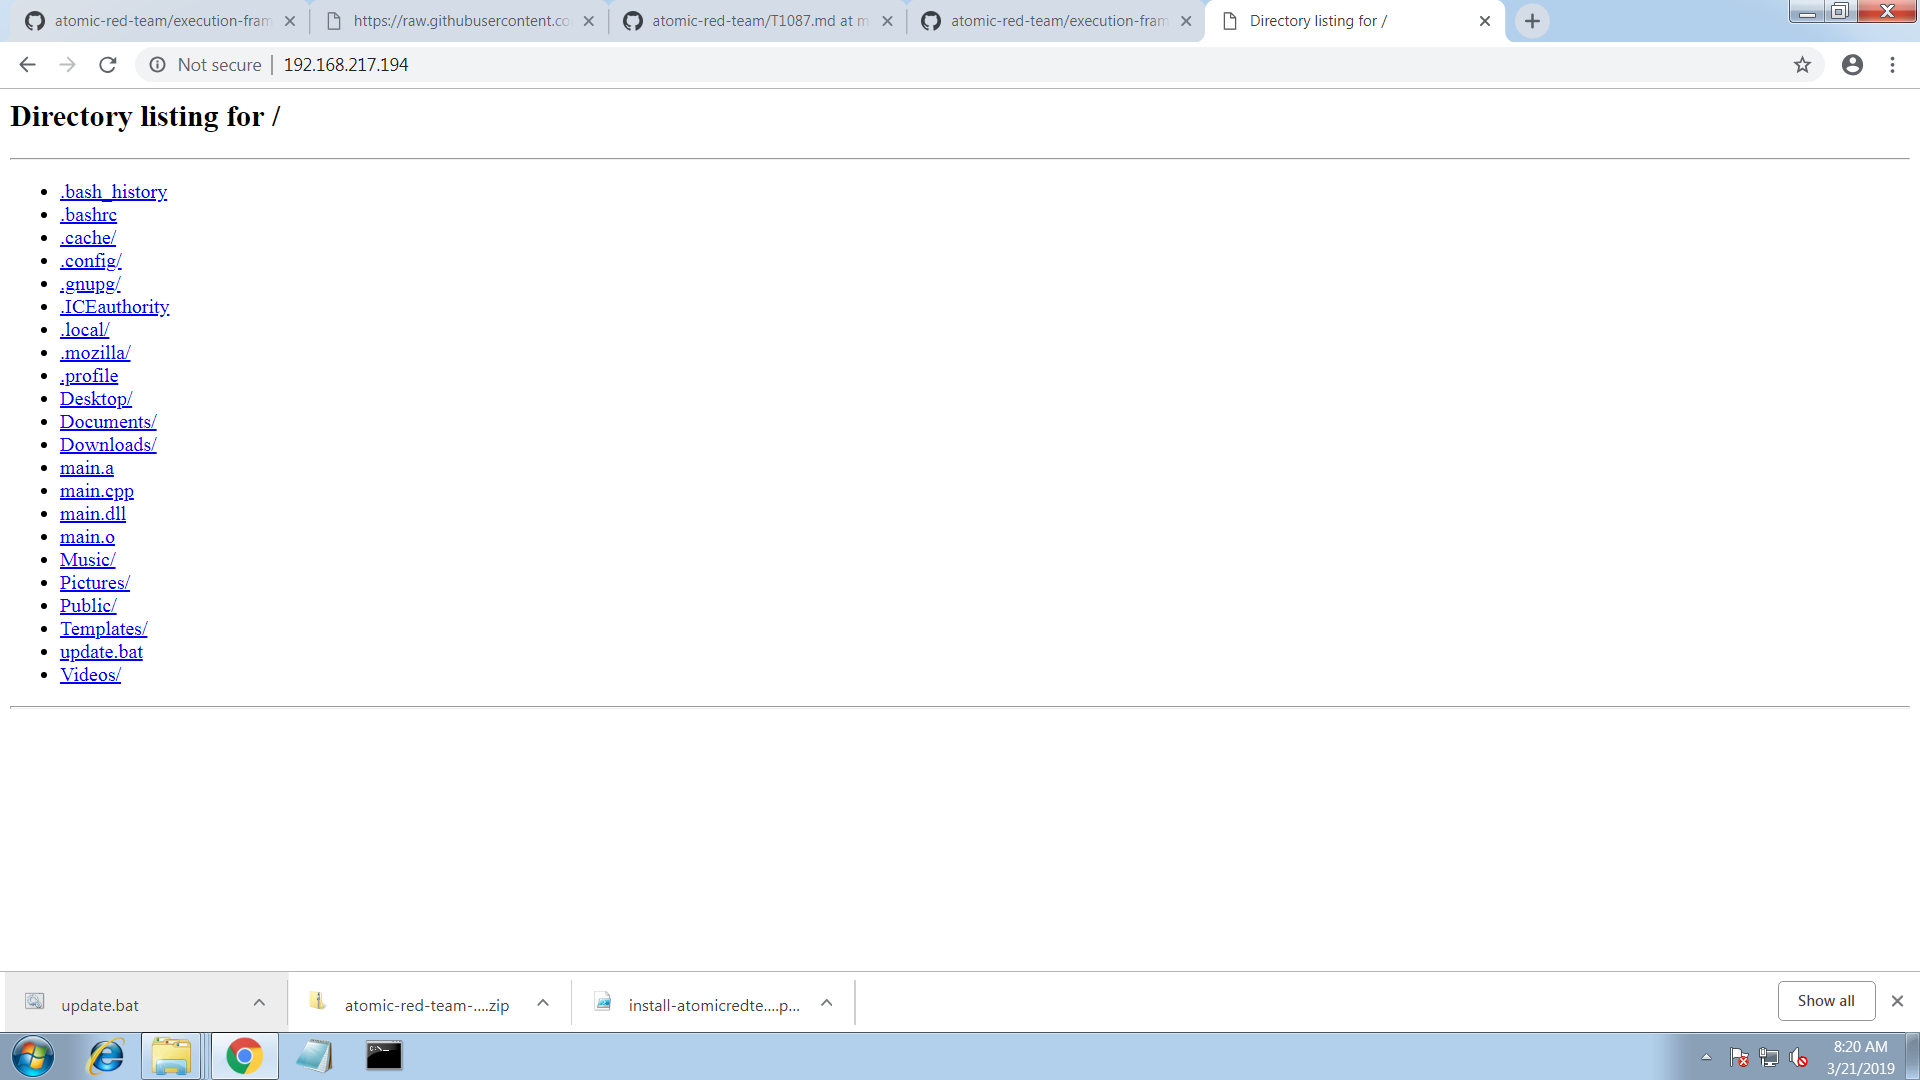 atomic-red-team/execution-fram
https://raw.githubusercontent.co
atomic-red-team/T1087.md at m
atomic-red-team/execution-fram
Directory listing for /
Not secure
192.168.217.194
Directory listing for /
.bash_history
.bashrc
.cache/
.config/
.gnupg/
.ICEauthority
.local/
.mozilla/
.profile
Desktop/
Documents/
Downloads/
main.a
main.cpp
main.dll
main.o
Music/
Pictures/
Public/
Templates/
update.bat
Videos/
update.bat
atomic-red-team-....zip
install-atomicredte....p...
Show all
8:20 AM
3/21/2019